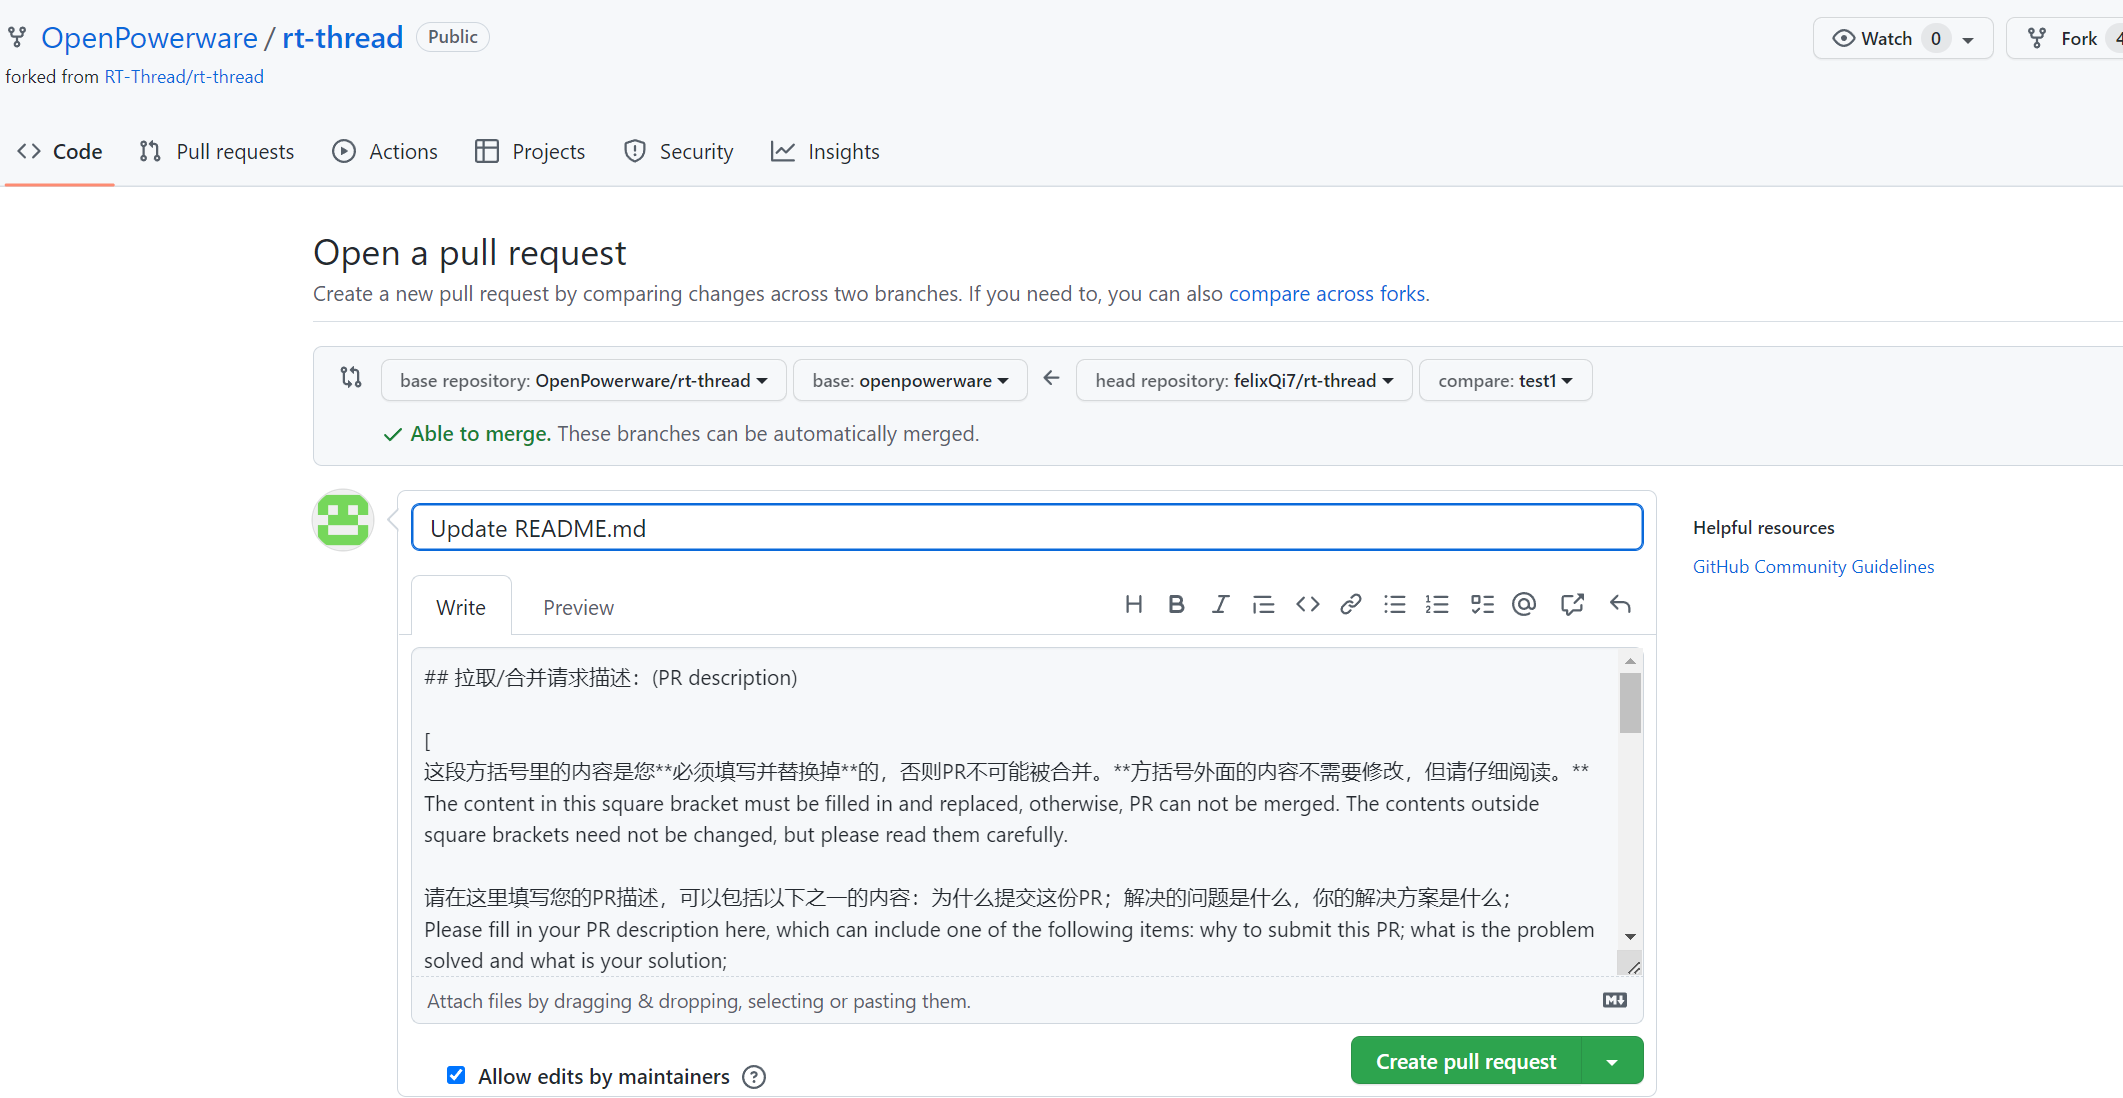 OpenPowerware / rt-thread Public
Watch 0
Fork 4
forked from RT-Thread/rt-thread
Code
Pull requests
Actions
Projects
Security
Insights
Open a pull request
Create a new pull request by comparing changes across two branches. If you need to, you can also compare across forks.
base repository: OpenPowerware/rt-thread
base: openpowerware
head repository: felixQi7/rt-thread
compare: test1
Able to merge. These branches can be automatically merged.
Update README.md
Helpful resources
GitHub Community Guidelines
Write
Preview
## 拉取/合并请求描述：(PR description)
[
这段方括号里的内容是您**必须填写并替换掉**的，否则PR不可能被合并。**方括号外面的内容不需要修改，但请仔细阅读。**
The content in this square bracket must be filled in and replaced, otherwise, PR can not be merged. The contents outside
square brackets need not be changed, but please read them carefully.
请在这里填写您的PR描述，可以包括以下之一的内容：为什么提交这份PR；解决的问题是什么，你的解决方案是什么；
Please fill in your PR description here, which can include one of the following items: why to submit this PR; what is the problem
solved and what is your solution;
Attach files by dragging & dropping, selecting or pasting them.
Allow edits by maintainers
Create pull request